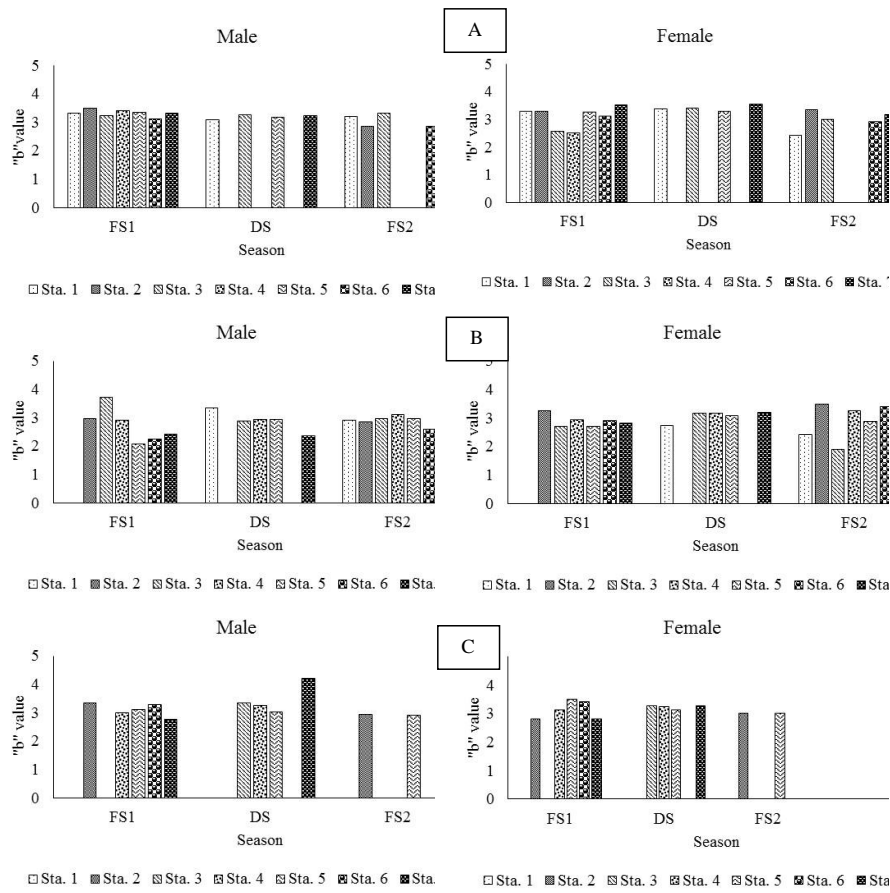 A
Male
5
4
3
2
1
0
"b" value
FS1 DS FS2
Season
Sta. 1 Sta. 2 Sta. 3 Sta. 4 Sta. 5 Sta. 6 Sta.
Female
5
4
3
2
1
0
"b" value
FS1 DS FS2
Season
Sta. 1 Sta. 2 Sta. 3 Sta. 4 Sta. 5 Sta. 6 Sta. 7
B
Male
5
4
3
2
1
0
"b" value
FS1 DS FS2
Season
Sta. 1 Sta. 2 Sta. 3 Sta. 4 Sta. 5 Sta. 6 Sta.
Female
5
4
3
2
1
0
"b" value
FS1 DS FS2
Season
Sta. 1 Sta. 2 Sta. 3 Sta. 4 Sta. 5 Sta. 6 Sta.
C
Male
5
4
3
2
1
0
"b" value
FS1 DS FS2
Season
Sta. 1 Sta. 2 Sta. 3 Sta. 4 Sta. 5 Sta. 6 Sta.
Female
4
3
2
1
0
"b" value
FS1 DS FS2
Season
Sta. 1 Sta. 2 Sta. 3 Sta. 4 Sta. 5 Sta. 6 Sta.